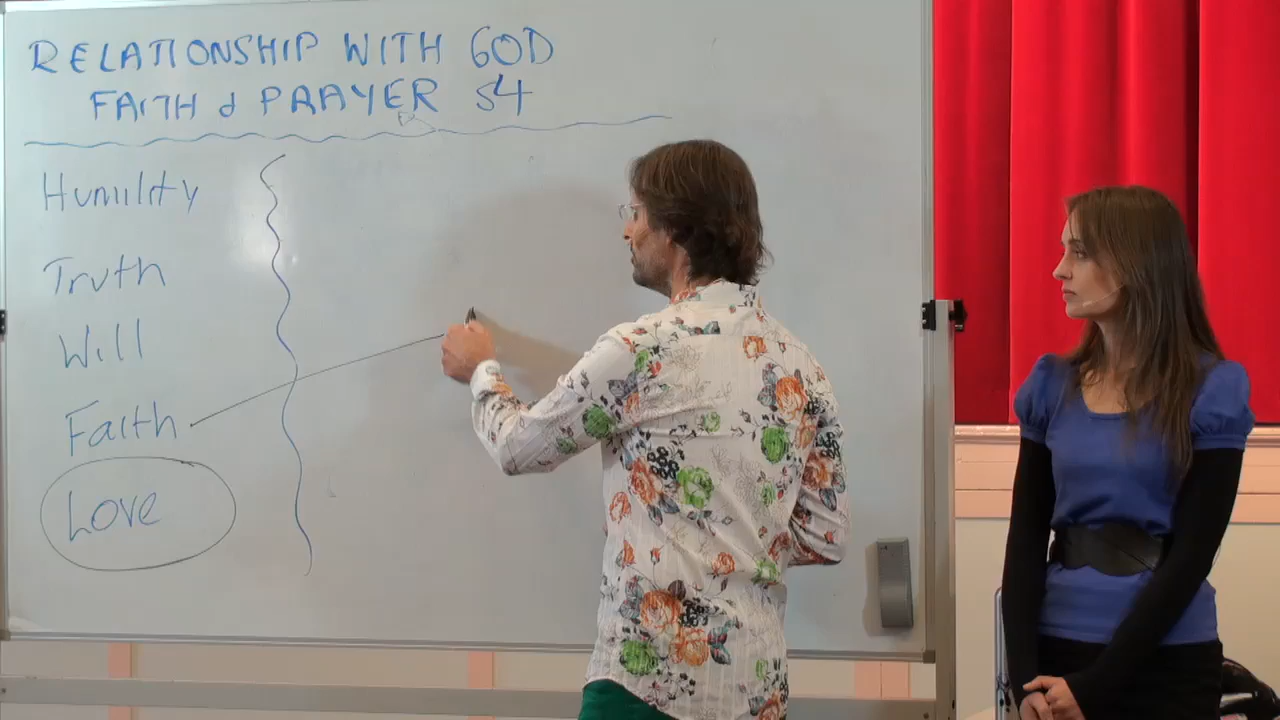 RELATIONSHIP WITH GOD
FAITH & PRAYER S4
Humility
Truth
Will
Faith
Love